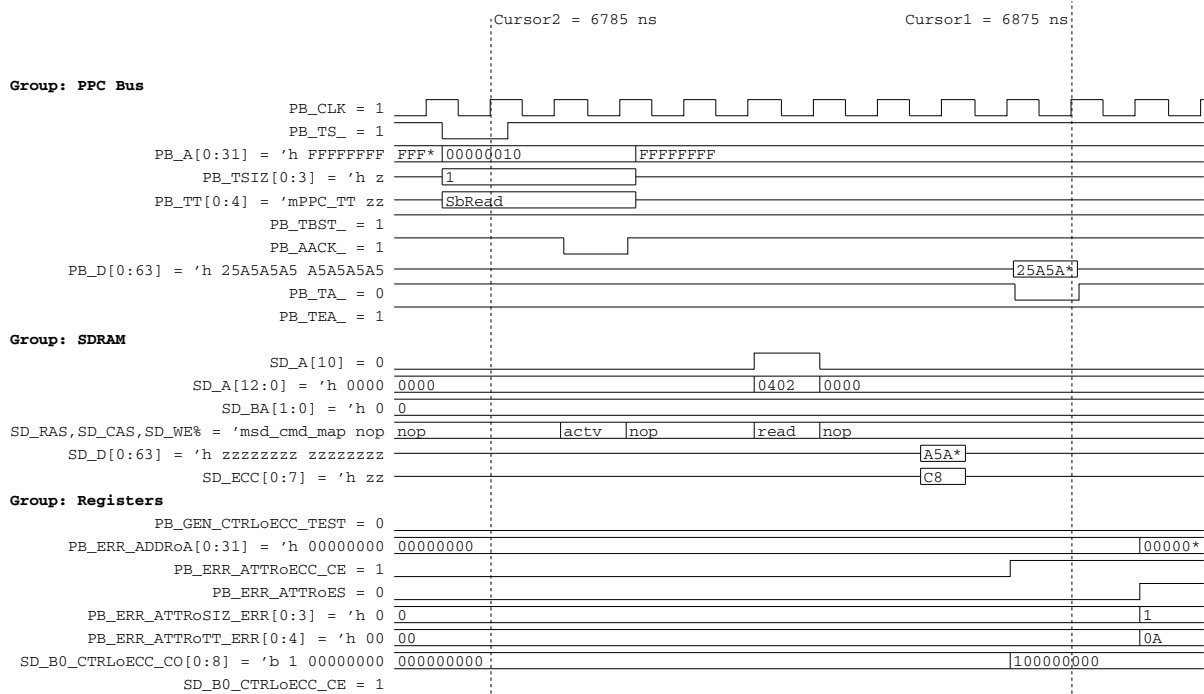 Cursor2 = 6785 ns Cursor1 = 6875 ns
Group: PPC Bus
PB_CLK = 1
PB_TS_ = 1
PB_A[0:31] = 'h FFFFFFFF FFF* 00000010 FFFFFFFF
PB_TSIZ[0:3] = 'h z 1
PB_TT[0:4] = 'mPPC_TT zz SbRead
PB_TBST_ = 1
PB_AACK_ = 1
PB_D[0:63] = 'h 25A5A5A5 A5A5A5A5 25A5A*
PB_TA_ = 0
PB_TEA_ = 1
Group: SDRAM
SD_A[10] = 0
SD_A[12:0] = 'h 0000 0000 0402 0000
SD_BA[1:0] = 'h 0 0
SD_RAS,SD_CAS,SD_WE% = 'msd_cmd_map nop nop actv nop read nop
SD_D[0:63] = 'h zzzzzzzz zzzzzzzz A5A*
SD_ECC[0:7] = 'h zz C8
Group: Registers
PB_GEN_CTRLoECC_TEST = 0
PB_ERR_ADDRoA[0:31] = 'h 00000000 00000000 00000*
PB_ERR_ATTRoECC_CE = 1
PB_ERR_ATTRoES = 0
PB_ERR_ATTRoSIZ_ERR[0:3] = 'h 0 0 1
PB_ERR_ATTRoTT_ERR[0:4] = 'h 00 00 0A
SD_B0_CTRLoECC_CO[0:8] = 'b 1 00000000 000000000 100000000
SD_B0_CTRLoECC_CE = 1